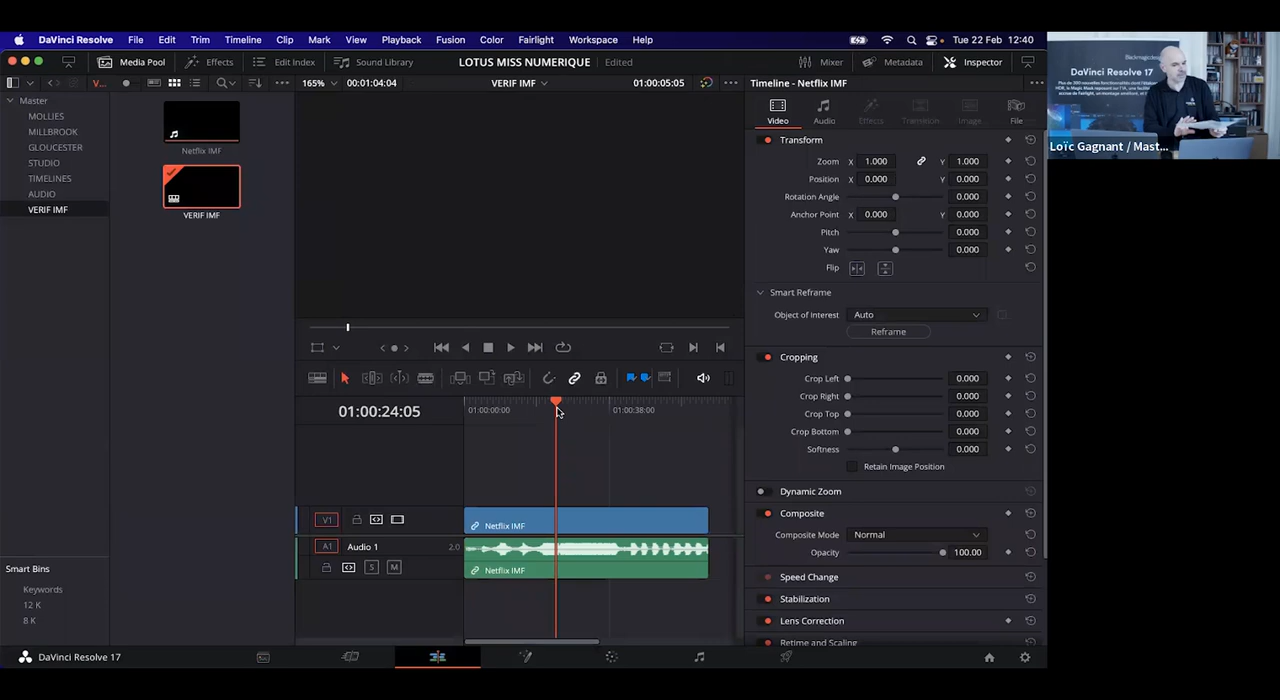 DaVinci Resolve File Edit Trim Timeline Clip Mark View Playback Fusion Color Fairlight Workspace Help Tue 22 Feb 12:40
Media Pool Effects Edit Index Sound Library LOTUS MISS NUMERIQUE Edited Mixer Metadata Inspector
V... 165% 00:01:04:04 VERIF IMF 01:00:05:05 Timeline - Netflix IMF
Master
MOLLIES
MILLBROOK
GLOUCESTER
STUDIO
TIMELINES
AUDIO
VERIF IMF
Netflix IMF
VERIF IMF
Smart Bins
Keywords
12 K
8 K
01:00:24:05 01:00:00:00 01:00:38:00
V1 Netflix IMF
A1 Audio 1 2.0
S M Netflix IMF
Video Audio Effects Transition Image File
Transform
Zoom X 1.000 Y 1.000
Position X 0.000 Y 0.000
Rotation Angle 0.000
Anchor Point X 0.000 Y 0.000
Pitch 0.000
Yaw 0.000
Flip
Smart Reframe
Object of Interest Auto
Reframe
Cropping
Crop Left 0.000
Crop Right 0.000
Crop Top 0.000
Crop Bottom 0.000
Softness 0.000
Retain Image Position
Dynamic Zoom
Composite
Composite Mode Normal
Opacity 100.00
Speed Change
Stabilization
Lens Correction
Retime and Scaling
DaVinci Resolve 17
DaVinci Resolve 17
Loïc Gagnant / Mast...